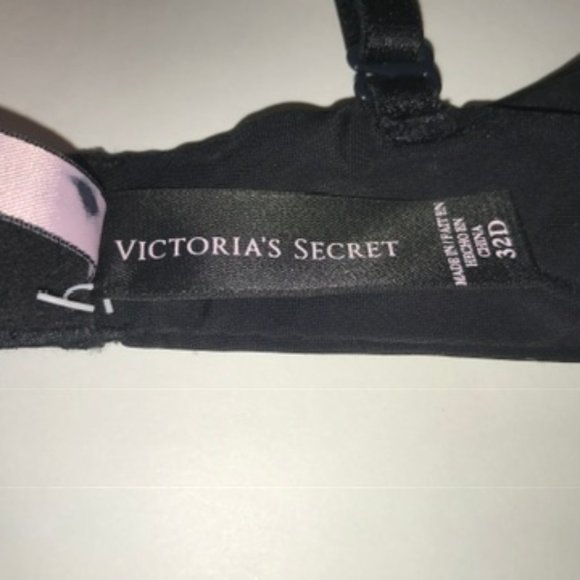 VICTORIA'S SECRET
MADE IN / FAIT EN
HECHO EN
CHINA
32D